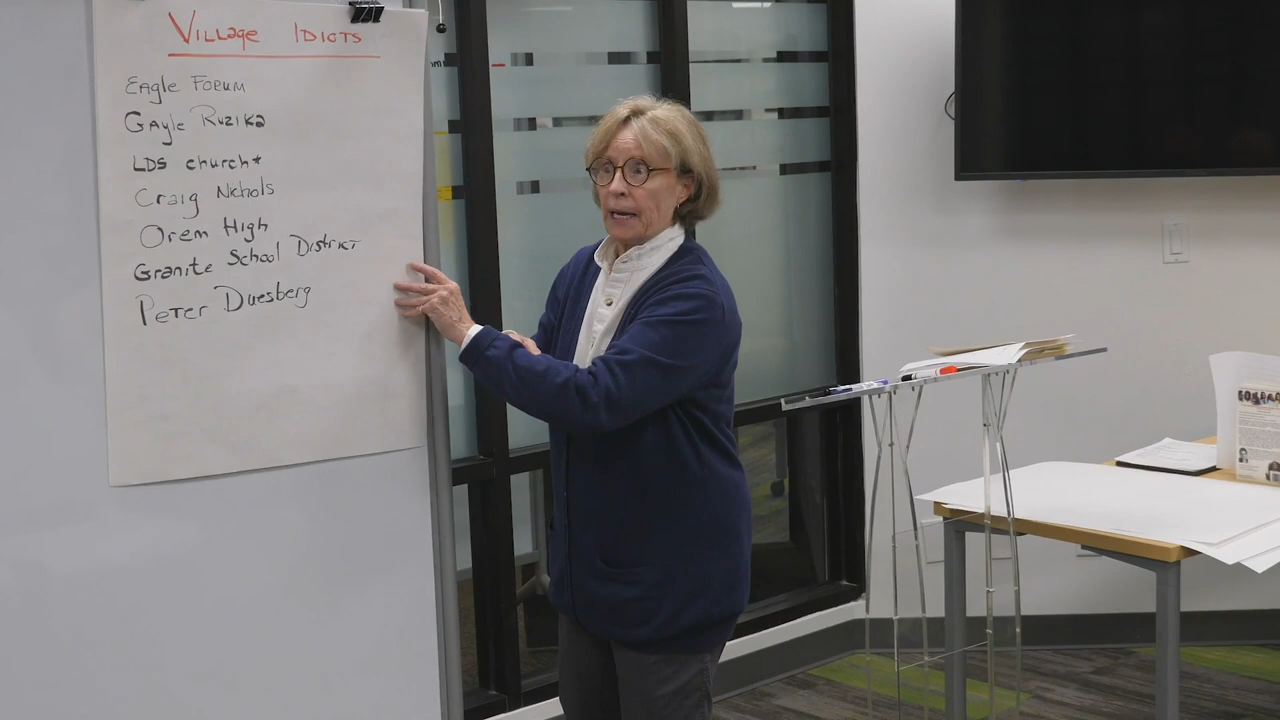 Village Idiots
Eagle Forum
Gayle Ruzika
LDS church*
Craig Nichols
Orem High
Granite School District
Peter Duesberg